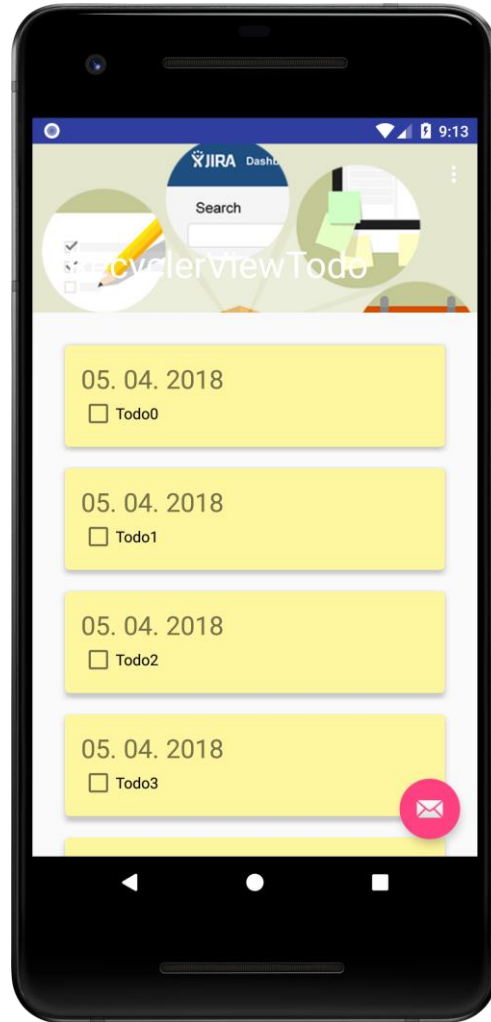 9:13
JIRA Dashb
Search
RecyclerViewTodo
05. 04. 2018
Todo0
05. 04. 2018
Todo1
05. 04. 2018
Todo2
05. 04. 2018
Todo3